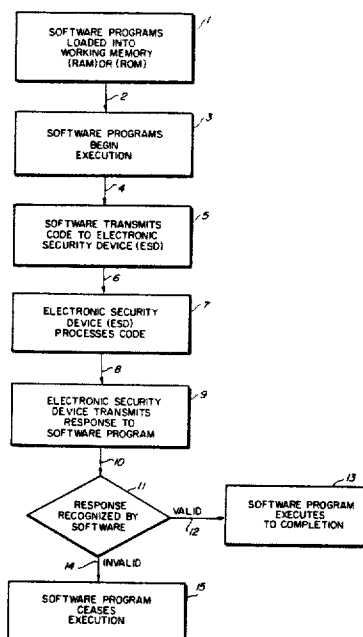 1
SOFTWARE PROGRAMS
LOADED INTO
WORKING MEMORY
(RAM) OR (ROM)
2
3
SOFTWARE PROGRAMS
BEGIN
EXECUTION
4
5
SOFTWARE TRANSMITS
CODE TO ELECTRONIC
SECURITY DEVICE (ESD)
6
7
ELECTRONIC SECURITY
DEVICE (ESD)
PROCESSES CODE
8
9
ELECTRONIC SECURITY
DEVICE TRANSMITS
RESPONSE TO
SOFTWARE PROGRAM
10
11
RESPONSE
RECOGNIZED BY
SOFTWARE
VALID
12
13
SOFTWARE PROGRAM
EXECUTES
TO COMPLETION
14
INVALID
15
SOFTWARE PROGRAM
CEASES
EXECUTION